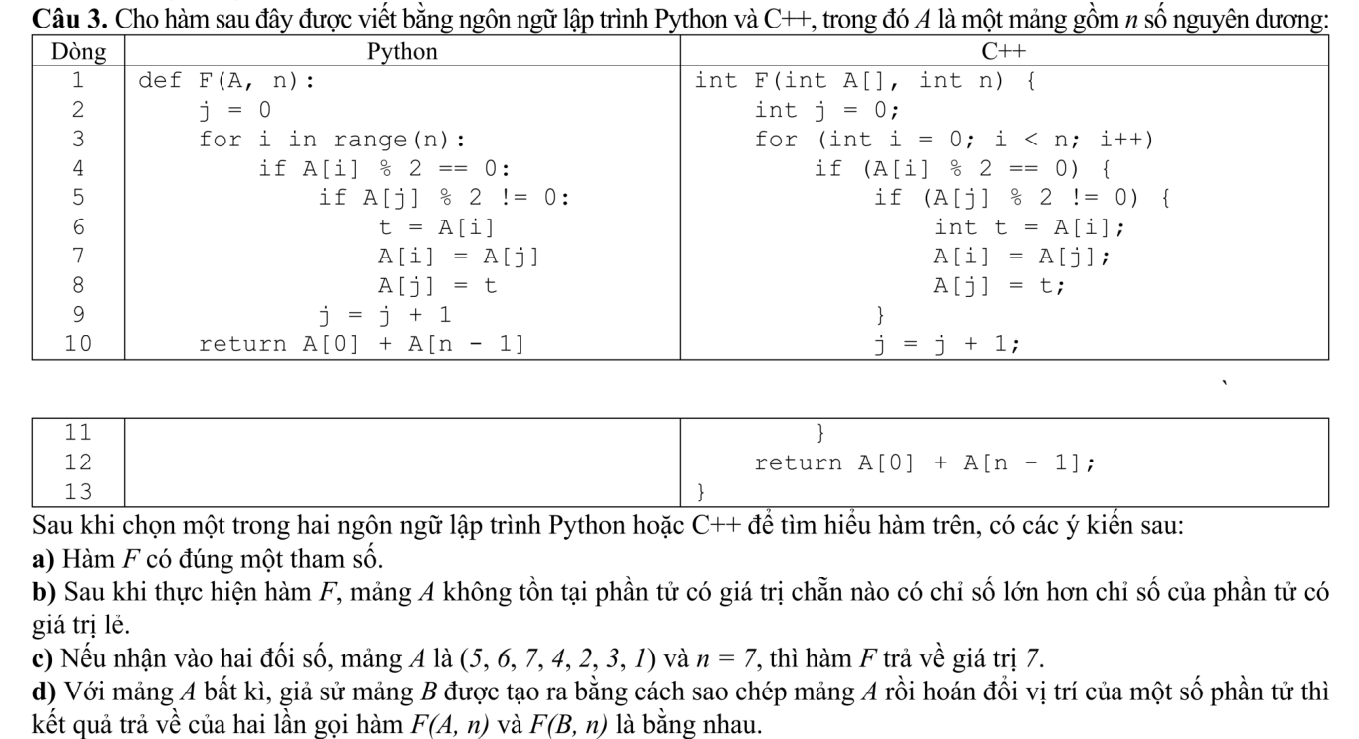 Câu 3. Cho hàm sau đây được viết bằng ngôn ngữ lập trình Python và C++, trong đó A là một mảng gồm n số nguyên dương:
Dòng Python C++
1 def F(A, n): int F(int A[], int n) {
2 j = 0 int j = 0;
3 for i in range(n): for (int i = 0; i < n; i++)
4 if A[i] % 2 == 0: if (A[i] % 2 == 0) {
5 if A[j] % 2 != 0: if (A[j] % 2 != 0) {
6 t = A[i] int t = A[i];
7 A[i] = A[j] A[i] = A[j];
8 A[j] = t A[j] = t;
9 j = j + 1 }
10 return A[0] + A[n - 1] j = j + 1;
11 }
12 return A[0] + A[n - 1];
13 }
Sau khi chọn một trong hai ngôn ngữ lập trình Python hoặc C++ để tìm hiểu hàm trên, có các ý kiến sau:
a) Hàm F có đúng một tham số.
b) Sau khi thực hiện hàm F, mảng A không tồn tại phần tử có giá trị chẵn nào có chỉ số lớn hơn chỉ số của phần tử có
giá trị lẻ.
c) Nếu nhận vào hai đối số, mảng A là (5, 6, 7, 4, 2, 3, 1) và n = 7, thì hàm F trả về giá trị 7.
d) Với mảng A bất kì, giả sử mảng B được tạo ra bằng cách sao chép mảng A rồi hoán đổi vị trí của một số phần tử thì
kết quả trả về của hai lần gọi hàm F(A, n) và F(B, n) là bằng nhau.